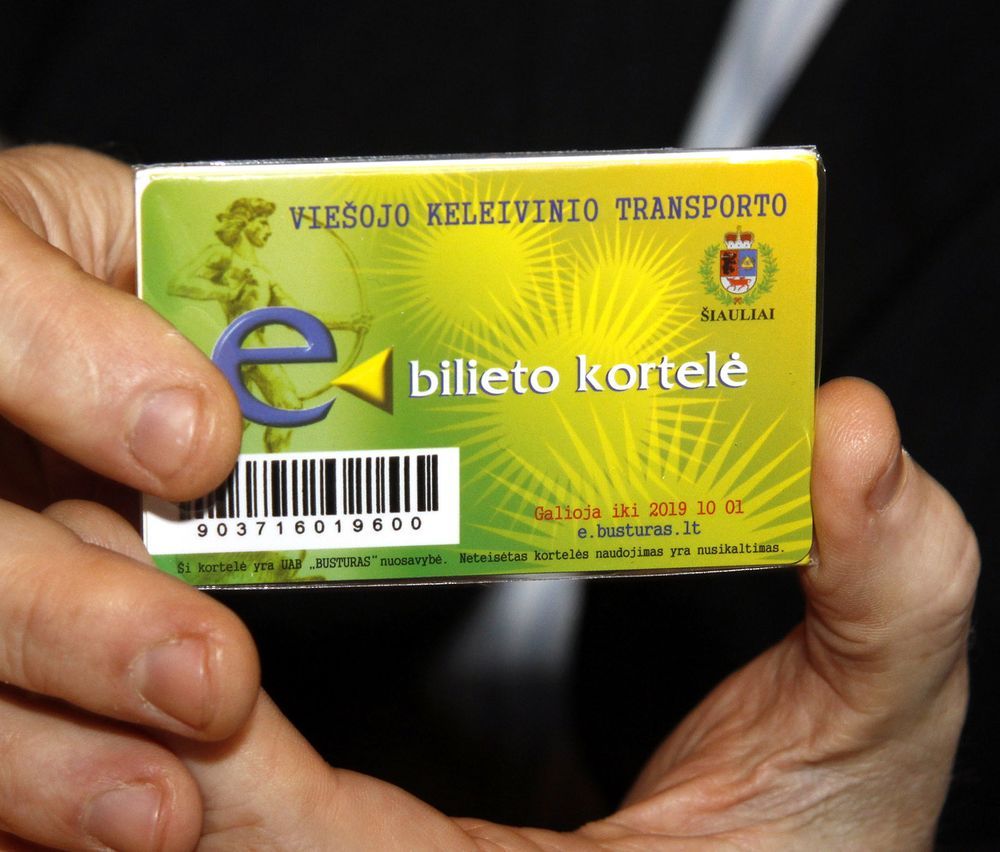 VIEŠOJO KELEIVINIO TRANSPORTO
ŠIAULIAI
e bilieto kortelė
903716019600
Galioja iki 2019 10 01
e.busturas.lt
Ši kortelė yra UAB „BUSTURAS" nuosavybė. Neteisėtas kortelės naudojimas yra nusikaltimas.